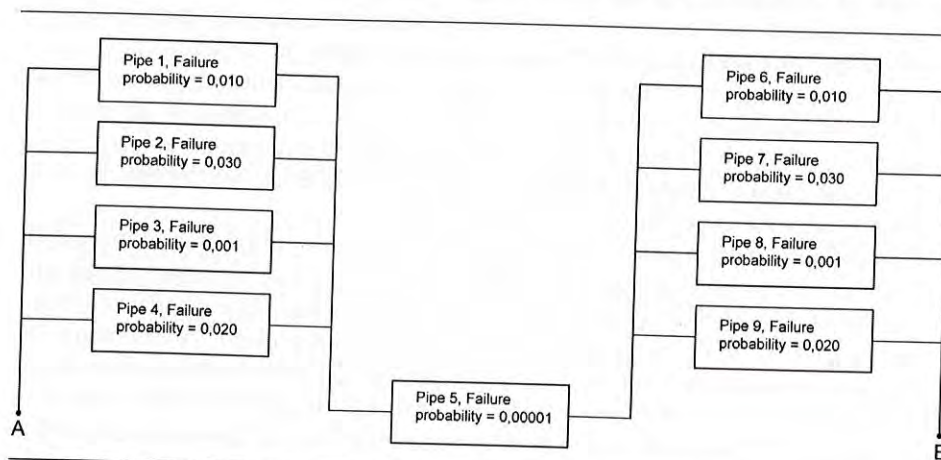 Pipe 1, Failure
probability = 0,010
Pipe 2, Failure
probability = 0,030
Pipe 3, Failure
probability = 0,001
Pipe 4, Failure
probability = 0,020
A
Pipe 5, Failure
probability = 0,00001
Pipe 6, Failure
probability = 0,010
Pipe 7, Failure
probability = 0,030
Pipe 8, Failure
probability = 0,001
Pipe 9, Failure
probability = 0,020